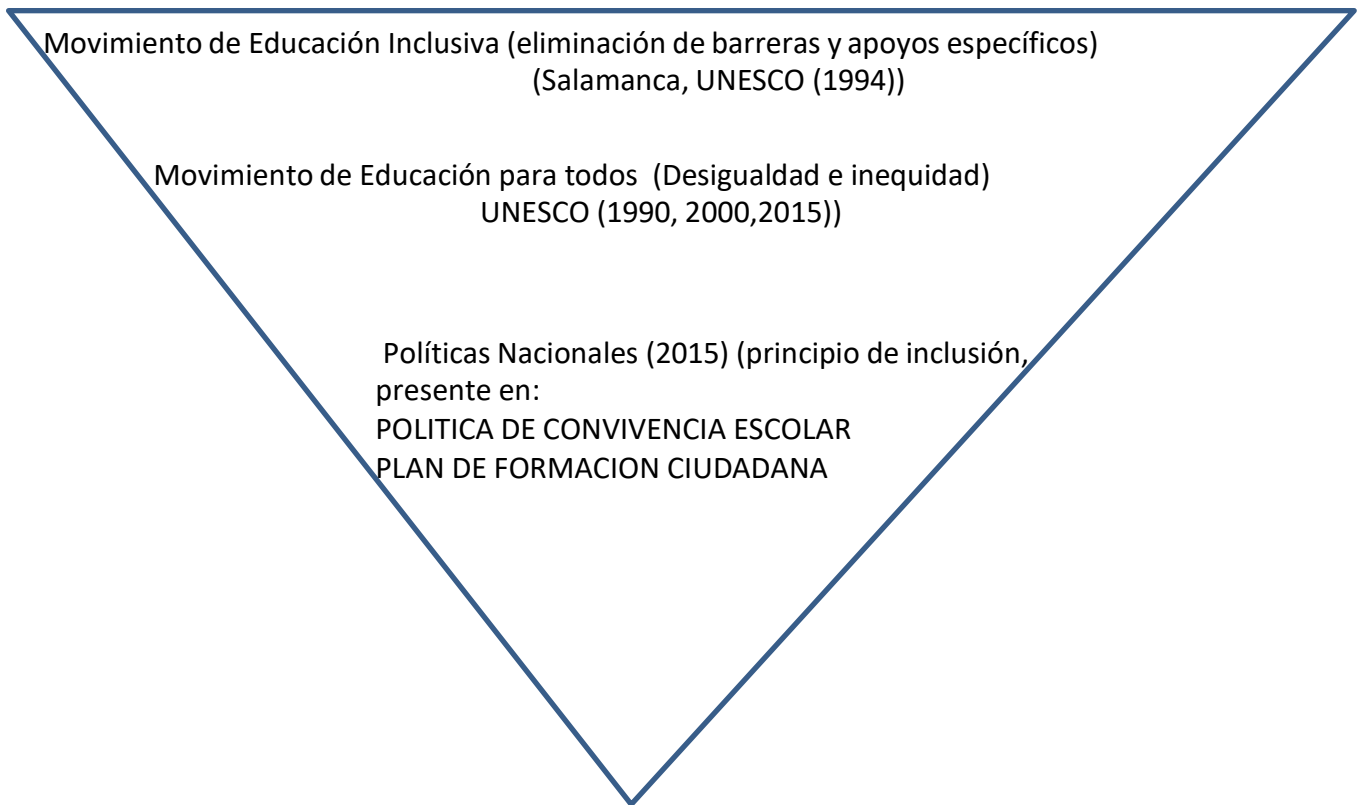 Movimiento de Educación Inclusiva (eliminación de barreras y apoyos específicos)
(Salamanca, UNESCO (1994))
Movimiento de Educación para todos (Desigualdad e inequidad)
UNESCO (1990, 2000,2015))
Políticas Nacionales (2015) (principio de inclusión,
presente en:
POLITICA DE CONVIVENCIA ESCOLAR
PLAN DE FORMACION CIUDADANA